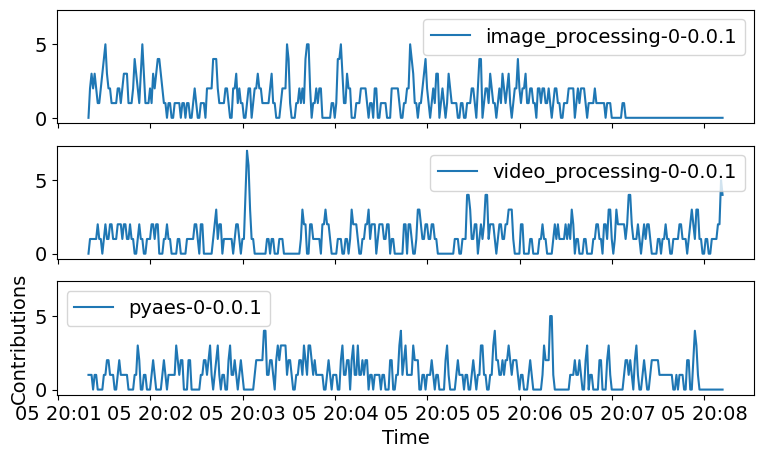 5
image_processing-0-0.0.1
0
5
video_processing-0-0.0.1
0
Contributions
5
pyaes-0-0.0.1
0
05 20:01 05 20:02 05 20:03 05 20:04 05 20:05 05 20:06 05 20:07 05 20:08
Time